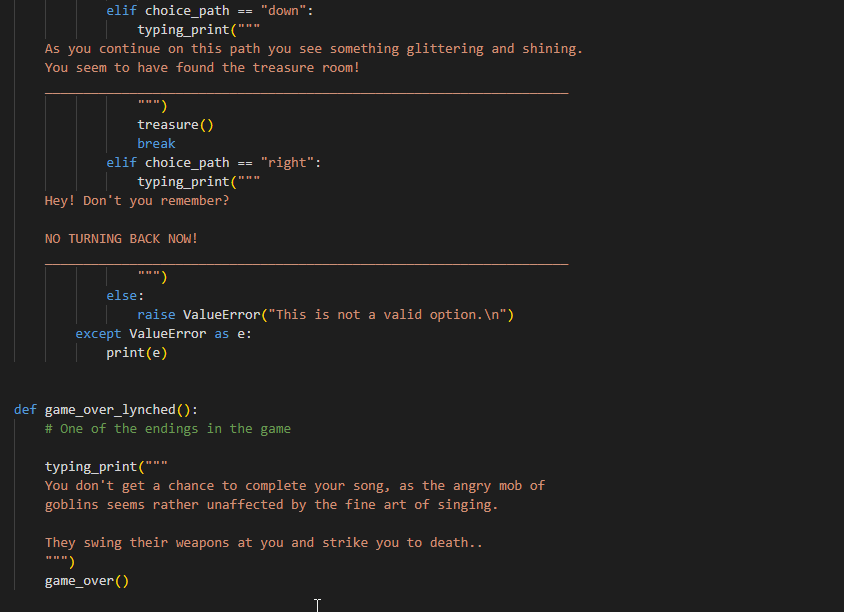 elif choice_path == "down":
typing_print("""
As you continue on this path you see something glittering and shining.
You seem to have found the treasure room!
____________________________________________________________________
""")
treasure()
break
elif choice_path == "right":
typing_print("""
Hey! Don't you remember?
NO TURNING BACK NOW!
____________________________________________________________________
""")
else:
raise ValueError("This is not a valid option.\n")
except ValueError as e:
print(e)
def game_over_lynched():
# One of the endings in the game
typing_print("""
You don't get a chance to complete your song, as the angry mob of
goblins seems rather unaffected by the fine art of singing.
They swing their weapons at you and strike you to death..
""")
game_over()